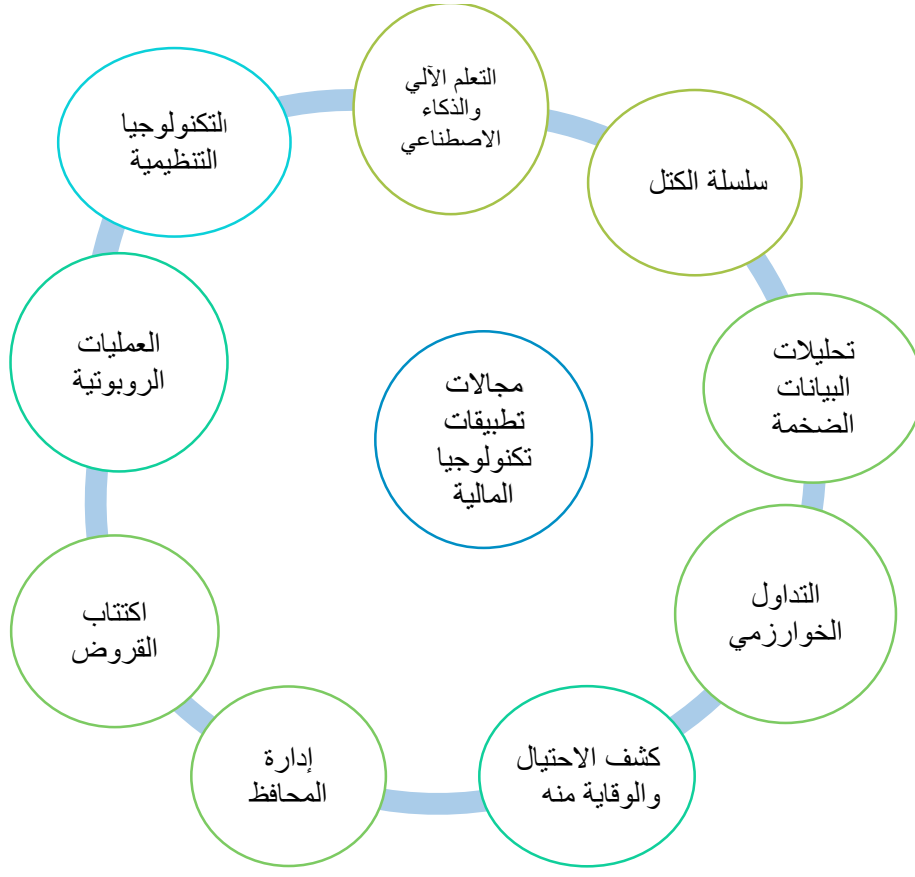 التعلم الآلي
والذكاء
الاصطناعي
سلسلة الكتل
تحليلات
البيانات
الضخمة
التداول
الخوارزمي
كشف الاحتيال
والوقاية منه
إدارة
المحافظ
اكتتاب
القروض
العمليات
الروبوتية
التكنولوجيا
التنظيمية
مجالات
تطبيقات
تكنولوجيا
المالية